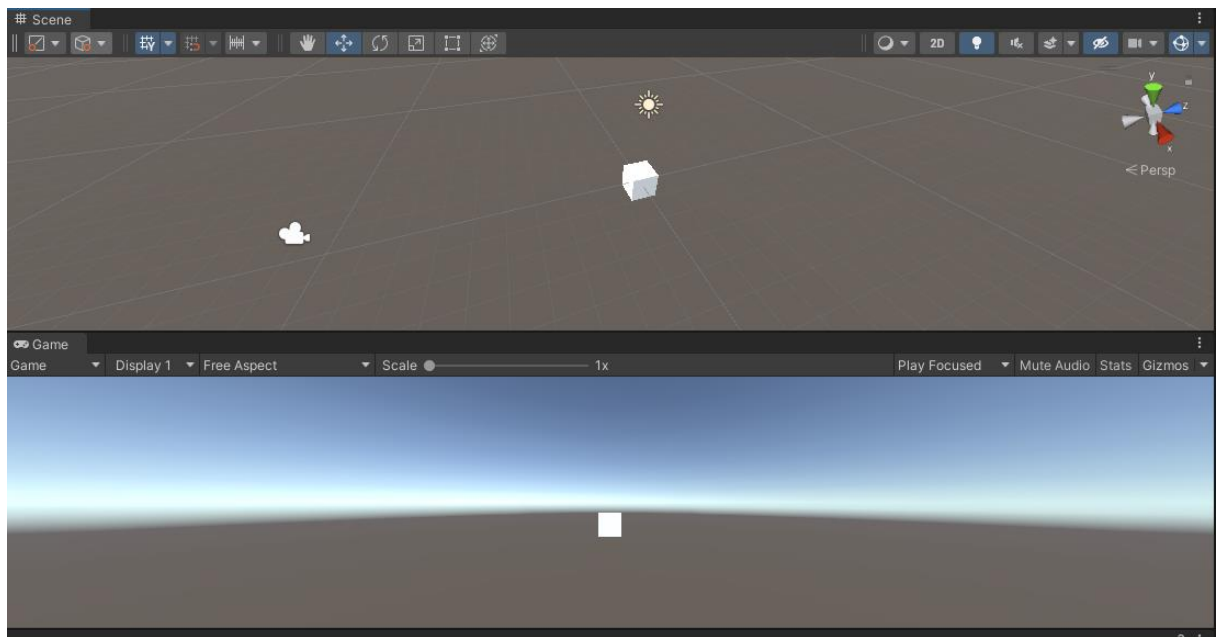 Scene
2D
y
z
x
Persp
Game
Game Display 1 Free Aspect Scale 1x Play Focused Mute Audio Stats Gizmos